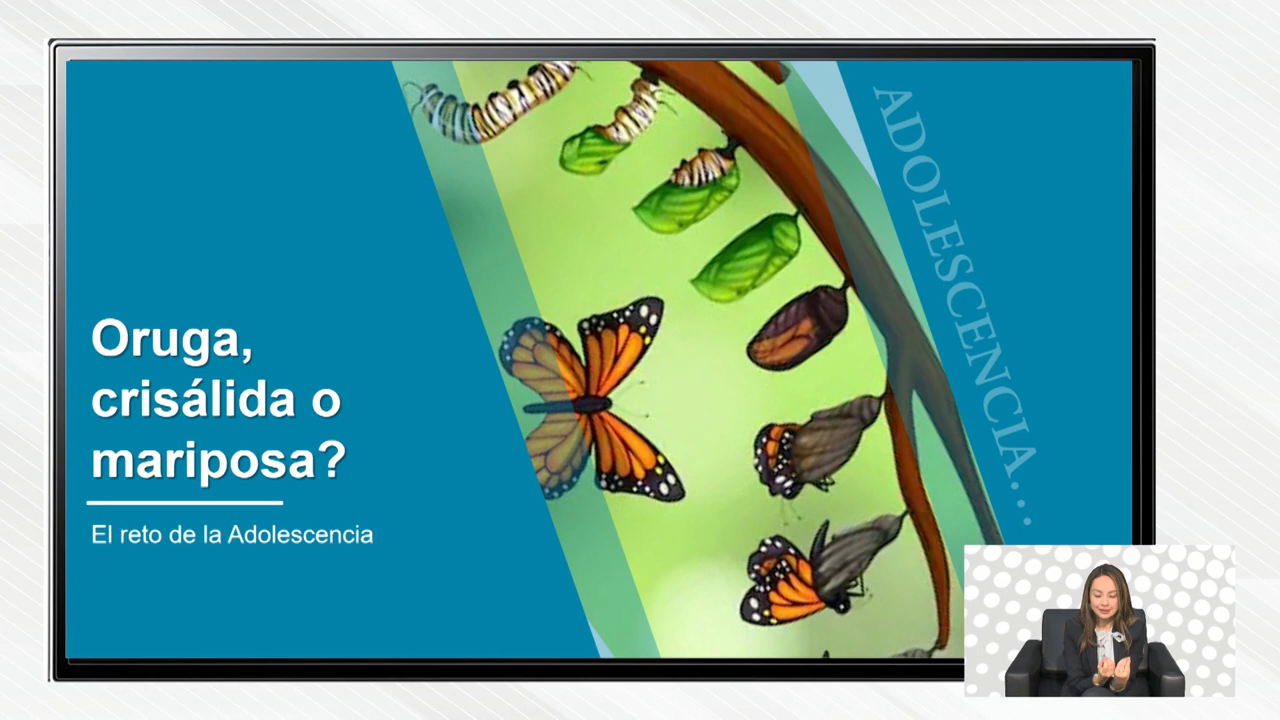 Oruga,
crisálida o
mariposa?
El reto de la Adolescencia
ADOLESCENCIA...